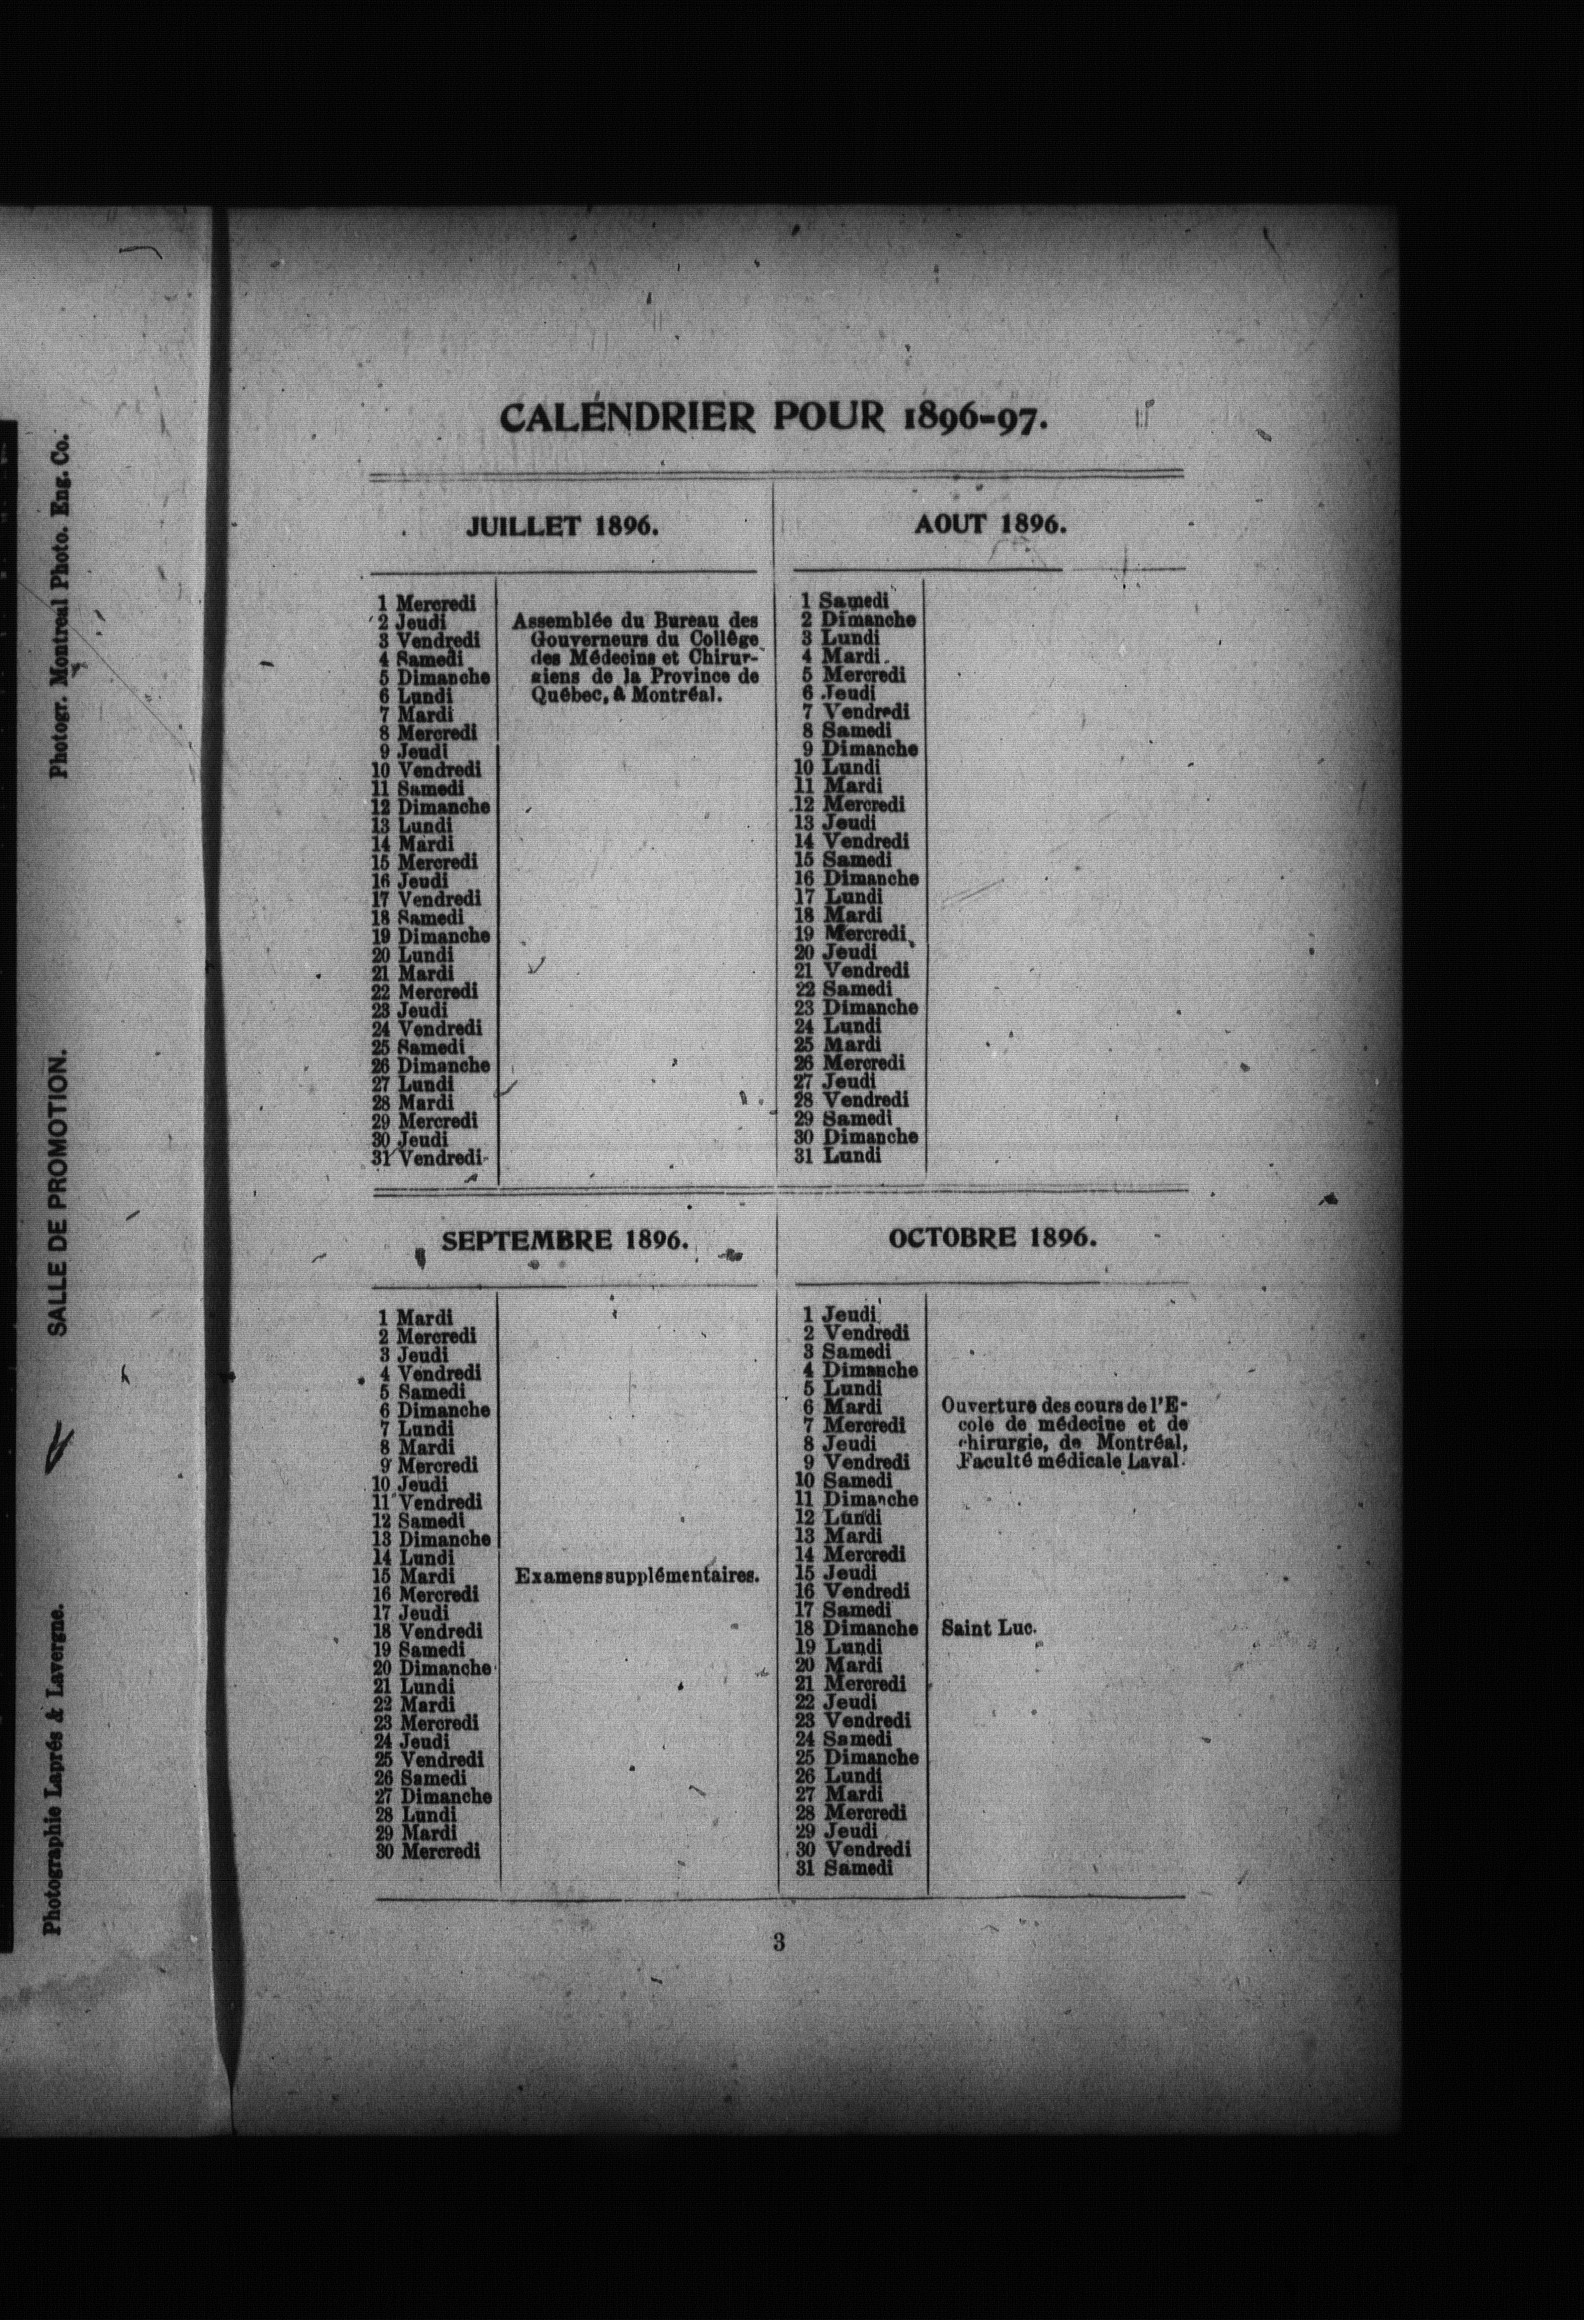 Photogr. Montreal Photo. Eng. Co.
SALLE DE PROMOTION.
Photographie Laprés & Lavergne.
CALENDRIER POUR 1896-97.
JUILLET 1896.
1 Mercredi
2 Jeudi Assemblée du Bureau des
3 Vendredi Gouverneurs du Collège
4 Samedi des Médecins et Chirur-
5 Dimanche giens de la Province de
6 Lundi Québec, à Montréal.
7 Mardi
8 Mercredi
9 Jeudi
10 Vendredi
11 Samedi
12 Dimanche
13 Lundi
14 Mardi
15 Mercredi
16 Jeudi
17 Vendredi
18 Samedi
19 Dimanche
20 Lundi
21 Mardi
22 Mercredi
23 Jeudi
24 Vendredi
25 Samedi
26 Dimanche
27 Lundi
28 Mardi
29 Mercredi
30 Jeudi
31 Vendredi
AOUT 1896.
1 Samedi
2 Dimanche
3 Lundi
4 Mardi
5 Mercredi
6 Jeudi
7 Vendredi
8 Samedi
9 Dimanche
10 Lundi
11 Mardi
12 Mercredi
13 Jeudi
14 Vendredi
15 Samedi
16 Dimanche
17 Lundi
18 Mardi
19 Mercredi
20 Jeudi
21 Vendredi
22 Samedi
23 Dimanche
24 Lundi
25 Mardi
26 Mercredi
27 Jeudi
28 Vendredi
29 Samedi
30 Dimanche
31 Lundi
SEPTEMBRE 1896.
1 Mardi
2 Mercredi
3 Jeudi
4 Vendredi
5 Samedi
6 Dimanche
7 Lundi
8 Mardi
9 Mercredi
10 Jeudi
11 Vendredi
12 Samedi
13 Dimanche
14 Lundi
15 Mardi Examens supplémentaires.
16 Mercredi
17 Jeudi
18 Vendredi
19 Samedi
20 Dimanche
21 Lundi
22 Mardi
23 Mercredi
24 Jeudi
25 Vendredi
26 Samedi
27 Dimanche
28 Lundi
29 Mardi
30 Mercredi
OCTOBRE 1896.
1 Jeudi
2 Vendredi
3 Samedi
4 Dimanche
5 Lundi
6 Mardi Ouverture des cours de l'E-
7 Mercredi cole de médecine et de
8 Jeudi chirurgie, de Montréal,
9 Vendredi Faculté médicale Laval.
10 Samedi
11 Dimanche
12 Lundi
13 Mardi
14 Mercredi
15 Jeudi
16 Vendredi
17 Samedi
18 Dimanche Saint Luc.
19 Lundi
20 Mardi
21 Mercredi
22 Jeudi
23 Vendredi
24 Samedi
25 Dimanche
26 Lundi
27 Mardi
28 Mercredi
29 Jeudi
30 Vendredi
31 Samedi
3